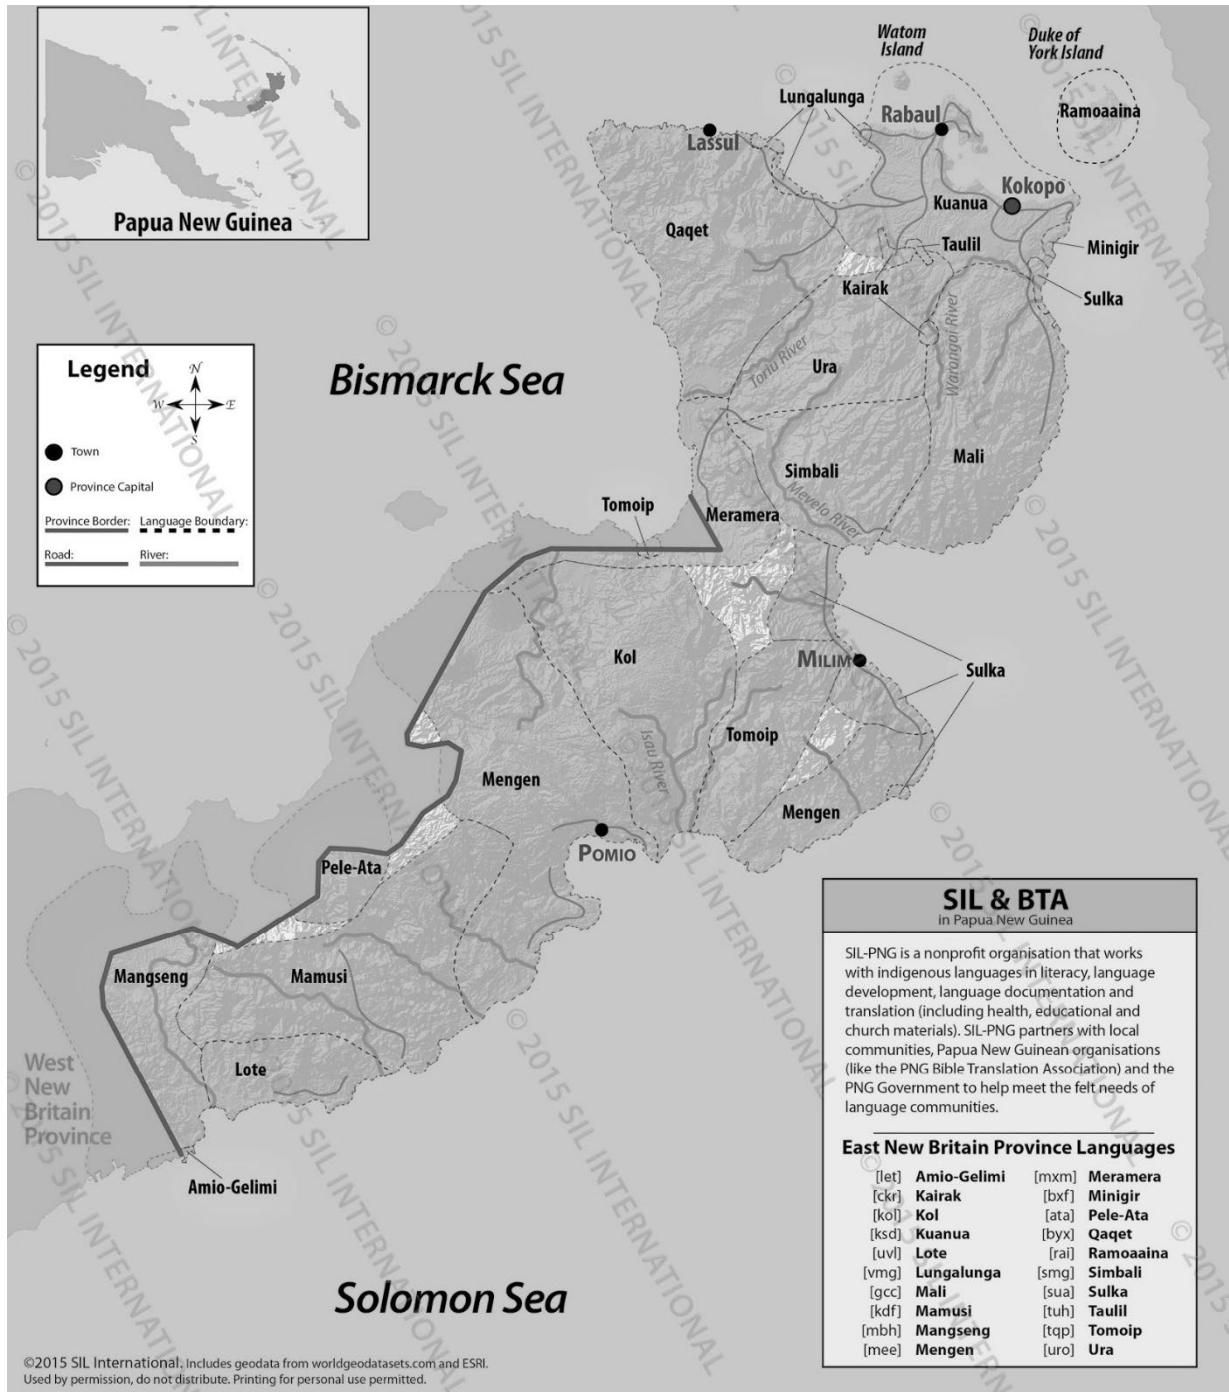 Papua New Guinea
Watom
Island
Duke of
York Island
Lungalunga
Rabaul
Ramoaaina
Lassul
Kokopo
Kuanua
Qaqet
Taulil
Minigir
Kairak
Sulka
Toriu River
Warangoi River
Ura
Bismarck Sea
Simbali
Mali
Mevelo River
Tomoip
Meramera
Legend
N
W
E
S
Town
Province Capital
Province Border:
Language Boundary:
Road:
River:
Kol
MILIM
Sulka
Isau River
Tomoip
Mengen
Mengen
POMIO
Pele-Ata
Mangseng
Mamusi
Lote
West
New
Britain
Province
Amio-Gelimi
Solomon Sea
SIL & BTA
in Papua New Guinea
SIL-PNG is a nonprofit organisation that works
with indigenous languages in literacy, language
development, language documentation and
translation (including health, educational and
church materials). SIL-PNG partners with local
communities, Papua New Guinean organisations
(like the PNG Bible Translation Association) and the
PNG Government to help meet the felt needs of
language communities.
East New Britain Province Languages
[let] Amio-Gelimi [mxm] Meramera
[ckr] Kairak [bxf] Minigir
[kol] Kol [ata] Pele-Ata
[ksd] Kuanua [byx] Qaqet
[uvl] Lote [rai] Ramoaaina
[vmg] Lungalunga [smg] Simbali
[gcc] Mali [sua] Sulka
[kdf] Mamusi [tuh] Taulil
[mbh] Mangseng [tqp] Tomoip
[mee] Mengen [uro] Ura
©2015 SIL International. Includes geodata from worldgeodatasets.com and ESRI.
Used by permission, do not distribute. Printing for personal use permitted.
© 2015 SIL INTERNATIONAL